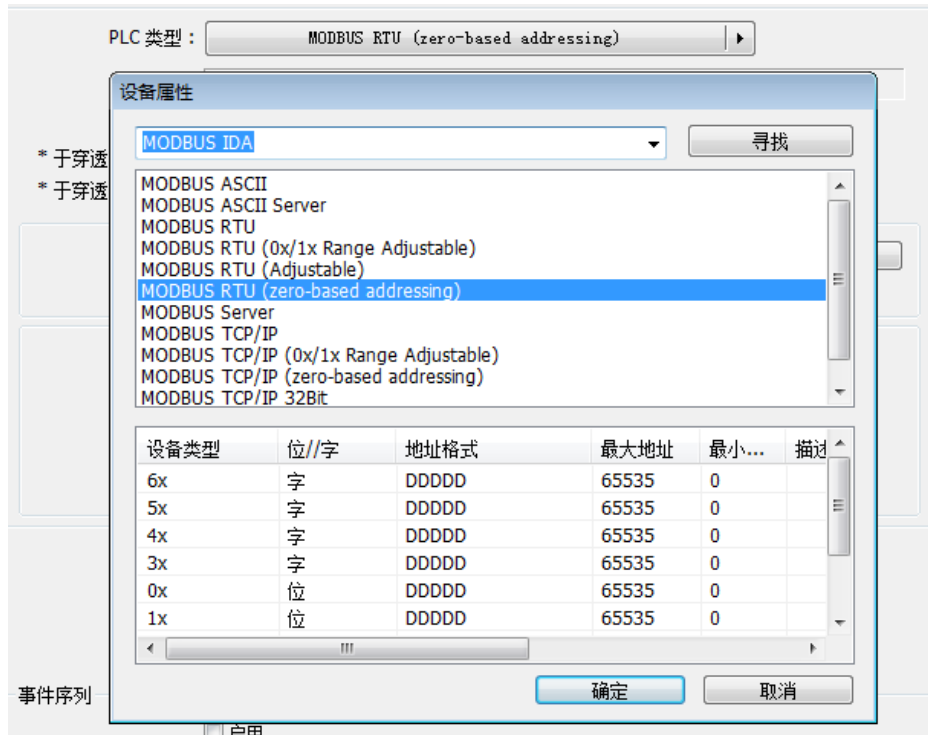 PLC 类型： MODBUS RTU (zero-based addressing)
设备属性
MODBUS IDA 寻找
* 于穿透
* 于穿透
MODBUS ASCII
MODBUS ASCII Server
MODBUS RTU
MODBUS RTU (0x/1x Range Adjustable)
MODBUS RTU (Adjustable)
MODBUS RTU (zero-based addressing)
MODBUS Server
MODBUS TCP/IP
MODBUS TCP/IP (0x/1x Range Adjustable)
MODBUS TCP/IP (zero-based addressing)
MODBUS TCP/IP 32Bit
设备类型 位//字 地址格式 最大地址 最小... 描述
6x 字 DDDDD 65535 0
5x 字 DDDDD 65535 0
4x 字 DDDDD 65535 0
3x 字 DDDDD 65535 0
0x 位 DDDDD 65535 0
1x 位 DDDDD 65535 0
确定 取消
事件序列
启用